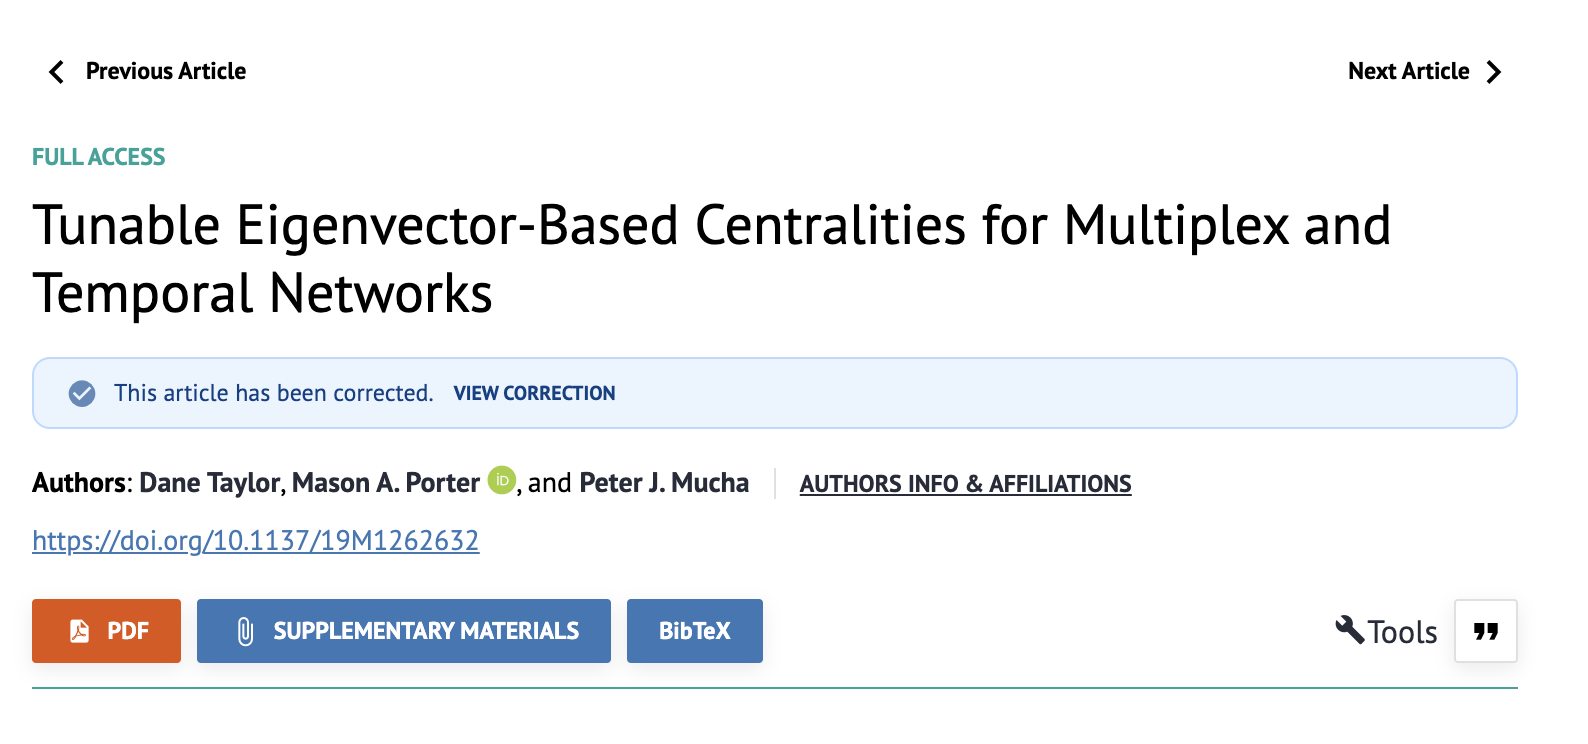 Previous Article
Next Article
FULL ACCESS
Tunable Eigenvector-Based Centralities for Multiplex and
Temporal Networks
This article has been corrected. VIEW CORRECTION
Authors: Dane Taylor, Mason A. Porter iD, and Peter J. Mucha AUTHORS INFO & AFFILIATIONS
https://doi.org/10.1137/19M1262632
PDF SUPPLEMENTARY MATERIALS BibTeX Tools